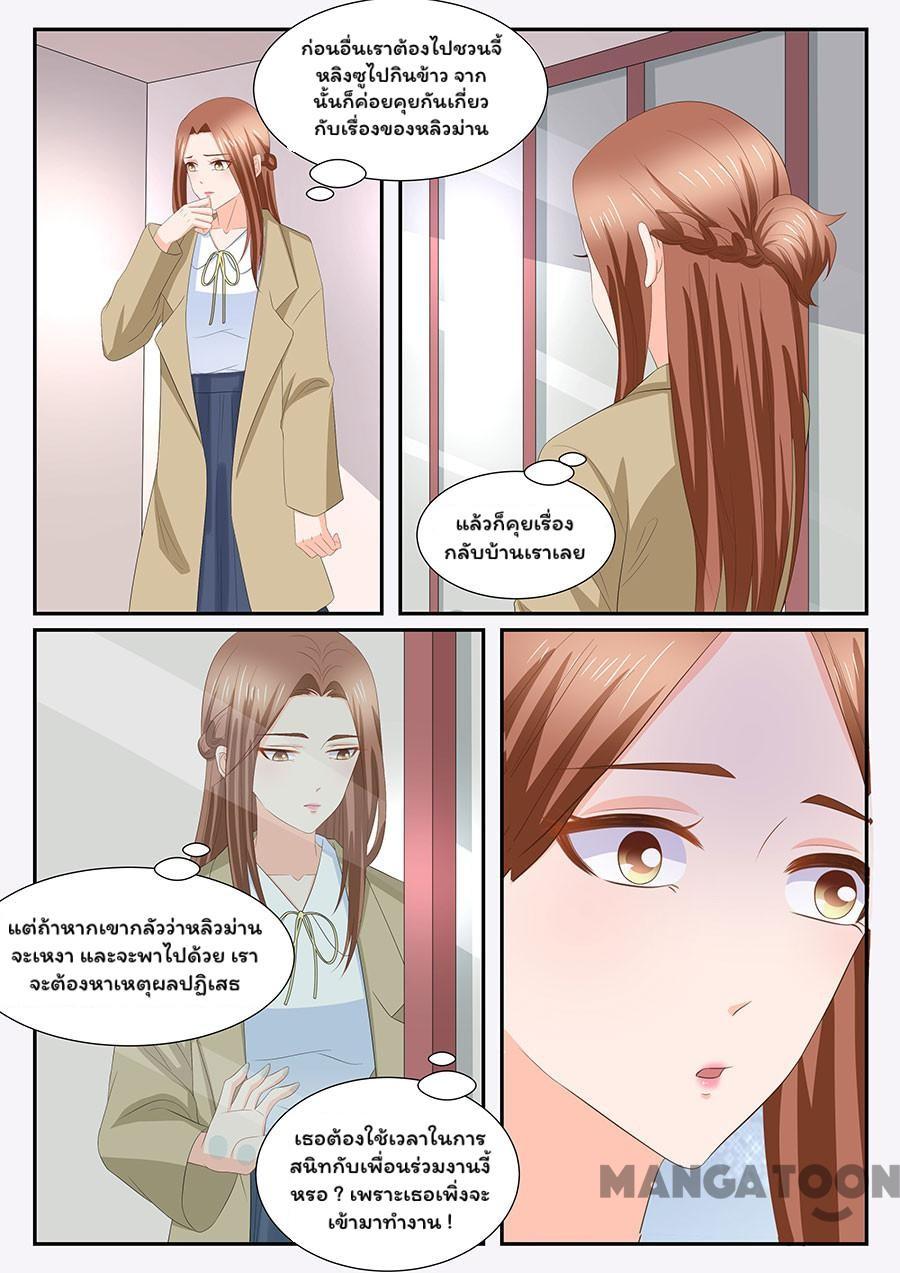 ก่อนอื่นเราต้องไปชวนจี้
หลิงซูไปกินข้าว จาก
นั้นก็ค่อยคุยกันเกี่ยว
กับเรื่องของหลิวม่าน
แล้วก็คุยเรื่อง
กลับบ้านเราเลย
แต่ถ้าหากเขากลัวว่าหลิวม่าน
จะเหงา และจะพาไปด้วย เรา
จะต้องหาเหตุผลปฏิเสธ
เธอต้องใช้เวลาในการ
สนิทกับเพื่อนร่วมงานงี้
หรอ ? เพราะเธอเพิ่งจะ
เข้ามาทำงาน !
MANGATOON